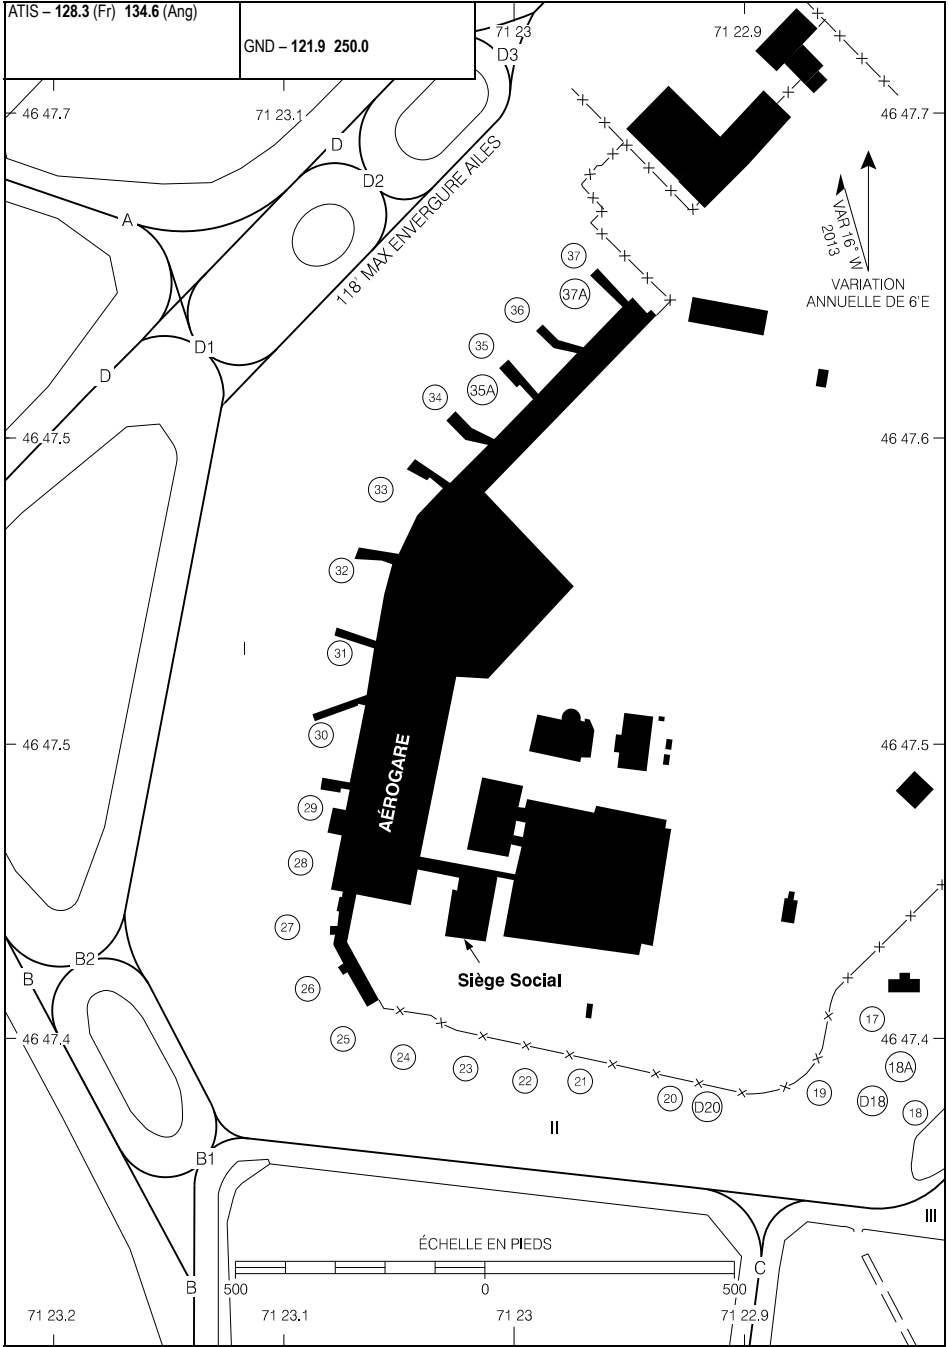 ATIS – 128.3 (Fr) 134.6 (Ang)
GND – 121.9 250.0
71 23
71 22.9
D3
46 47.7
71 23.1
46 47.7
D
D2
118' MAX ENVERGURE AILES
A
VAR 16° W
2013
VARIATION
ANNUELLE DE 6'E
37
37A
36
35
D1
D
35A
34
46 47.5
46 47.6
33
32
I
31
30
46 47.5
46 47.5
AÉROGARE
29
28
27
B2
B
Siège Social
26
17
25
46 47.4
46 47.4
24
23
18A
22
21
20
D20
19
D18
18
II
B1
III
ÉCHELLE EN PIEDS
C
B
500
0
500
71 23.2
71 23.1
71 23
71 22.9